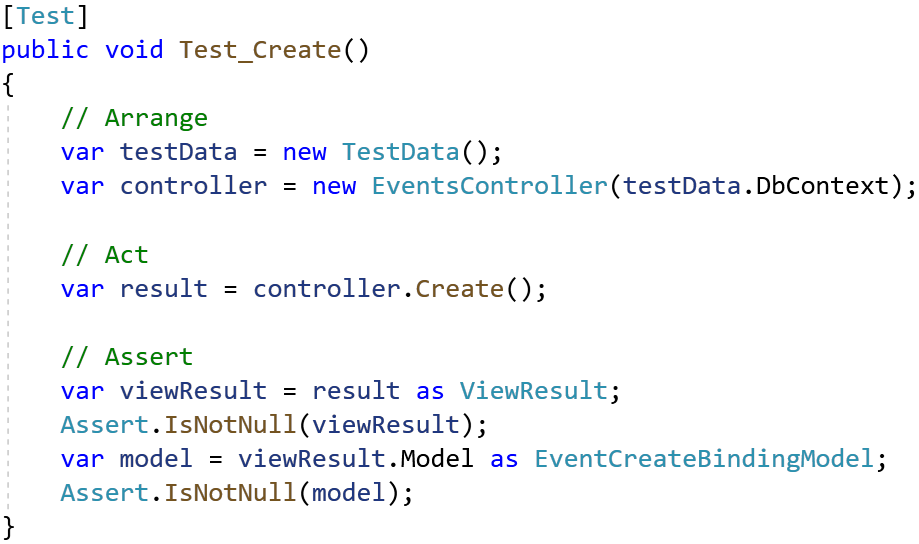 [Test]
public void Test_Create()
{
    // Arrange
    var testData = new TestData();
    var controller = new EventsController(testData.DbContext);

    // Act
    var result = controller.Create();

    // Assert
    var viewResult = result as ViewResult;
    Assert.IsNotNull(viewResult);
    var model = viewResult.Model as EventCreateBindingModel;
    Assert.IsNotNull(model);
}